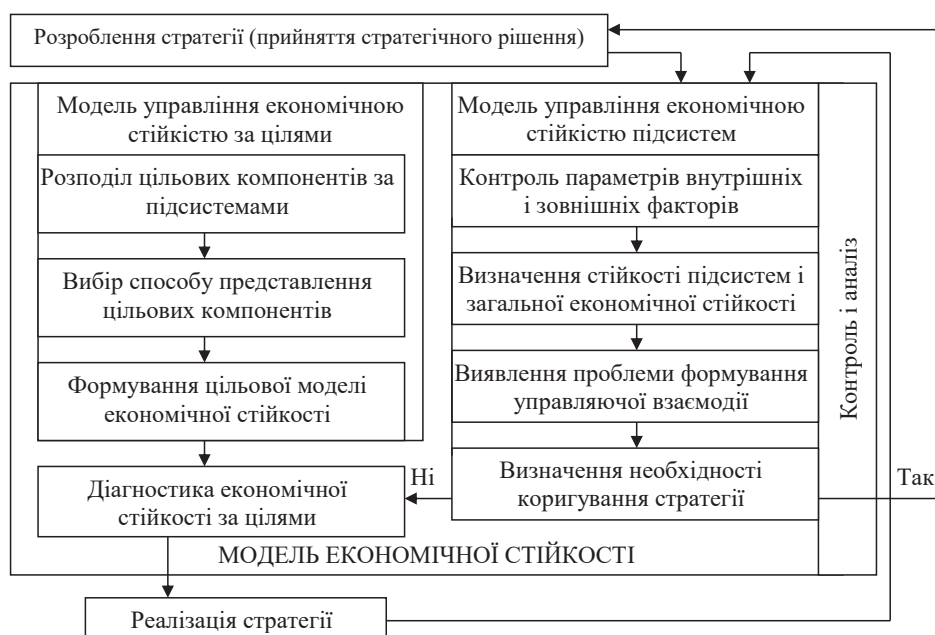 Розроблення стратегії (прийняття стратегічного рішення)
Модель управління економічною
стійкістю за цілями
Розподіл цільових компонентів за
підсистемами
Вибір способу представлення
цільових компонентів
Формування цільової моделі
економічної стійкості
Діагностика економічної
стійкості за цілями
Модель управління економічною
стійкістю підсистем
Контроль параметрів внутрішніх
і зовнішніх факторів
Визначення стійкості підсистем і
загальної економічної стійкості
Виявлення проблеми формування
управляючої взаємодії
Визначення необхідності
коригування стратегії
Ні
Так
Контроль і аналіз
МОДЕЛЬ ЕКОНОМІЧНОЇ СТІЙКОСТІ
Реалізація стратегії